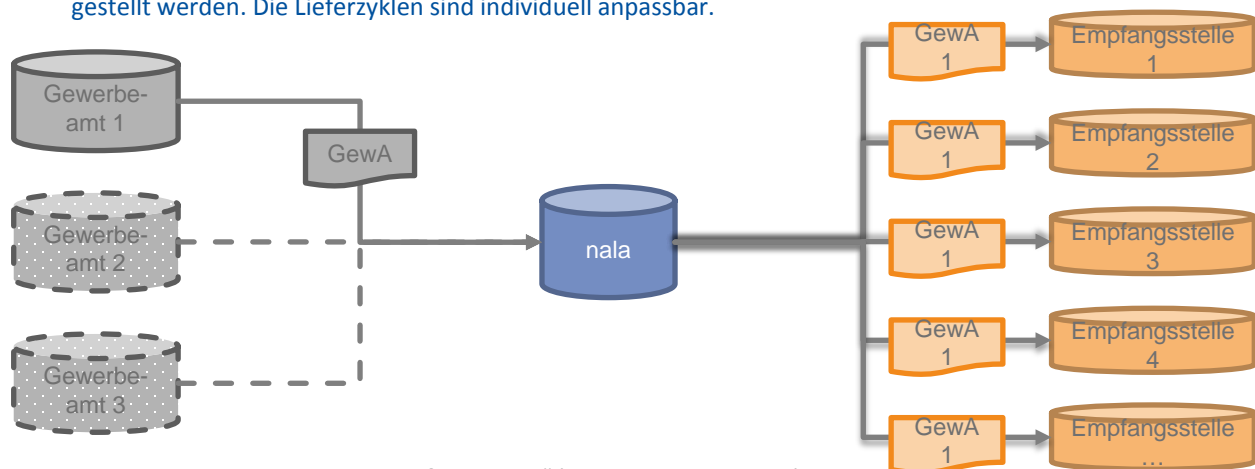 gestellt werden. Die Lieferzyklen sind individuell anpassbar.
Gewerbe-
amt 1
GewA
Gewerbe-
amt 2
Gewerbe-
amt 3
nala
GewA
1
Empfangsstelle
1
GewA
1
Empfangsstelle
2
GewA
1
Empfangsstelle
3
GewA
1
Empfangsstelle
4
GewA
1
Empfangsstelle
…